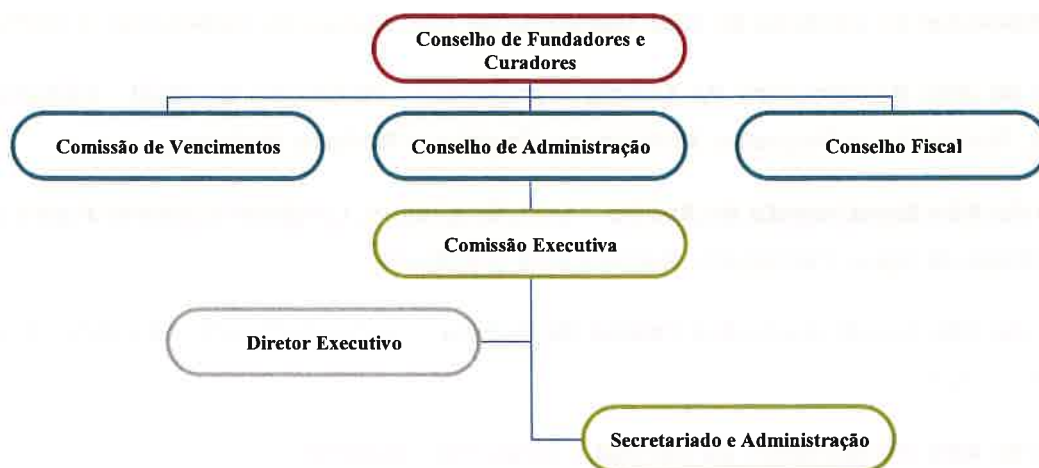 Conselho de Fundadores e
Curadores
Comissão de Vencimentos
Conselho de Administração
Conselho Fiscal
Comissão Executiva
Diretor Executivo
Secretariado e Administração